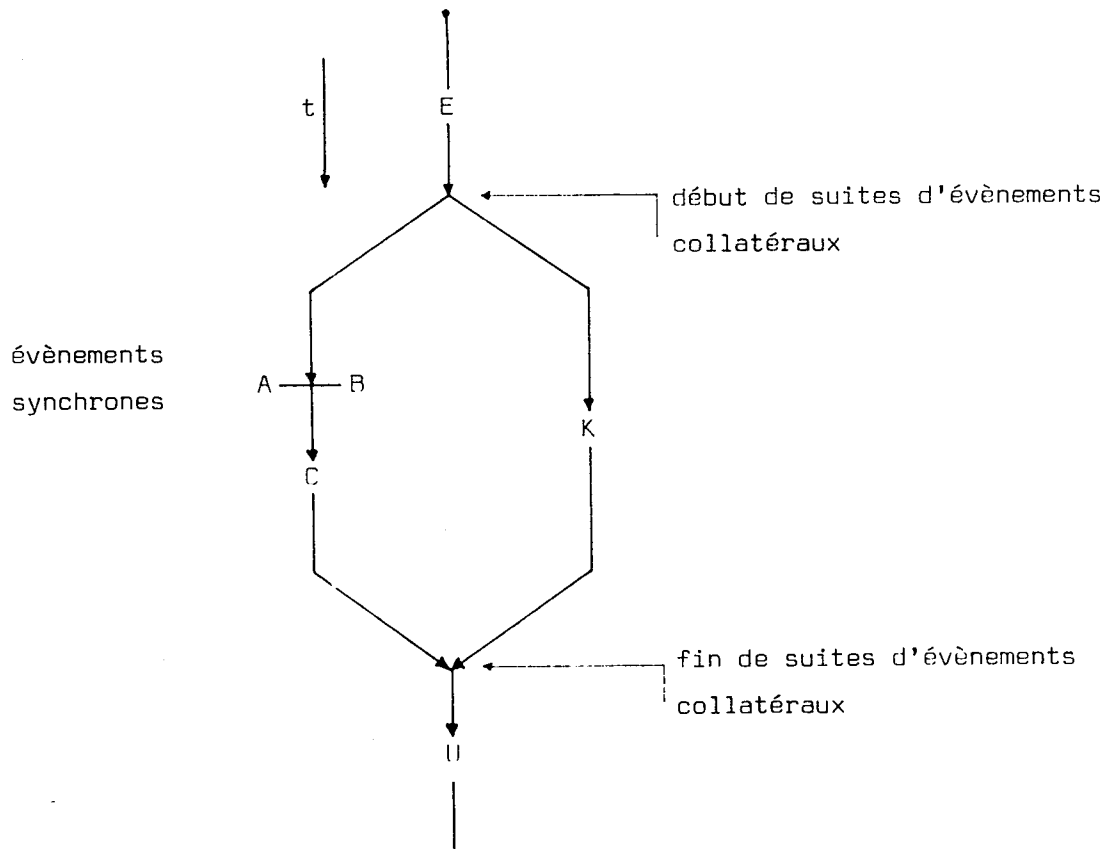 t
E
début de suites d'évènements
collatéraux
évènements
synchrones
A B
K
C
fin de suites d'évènements
collatéraux